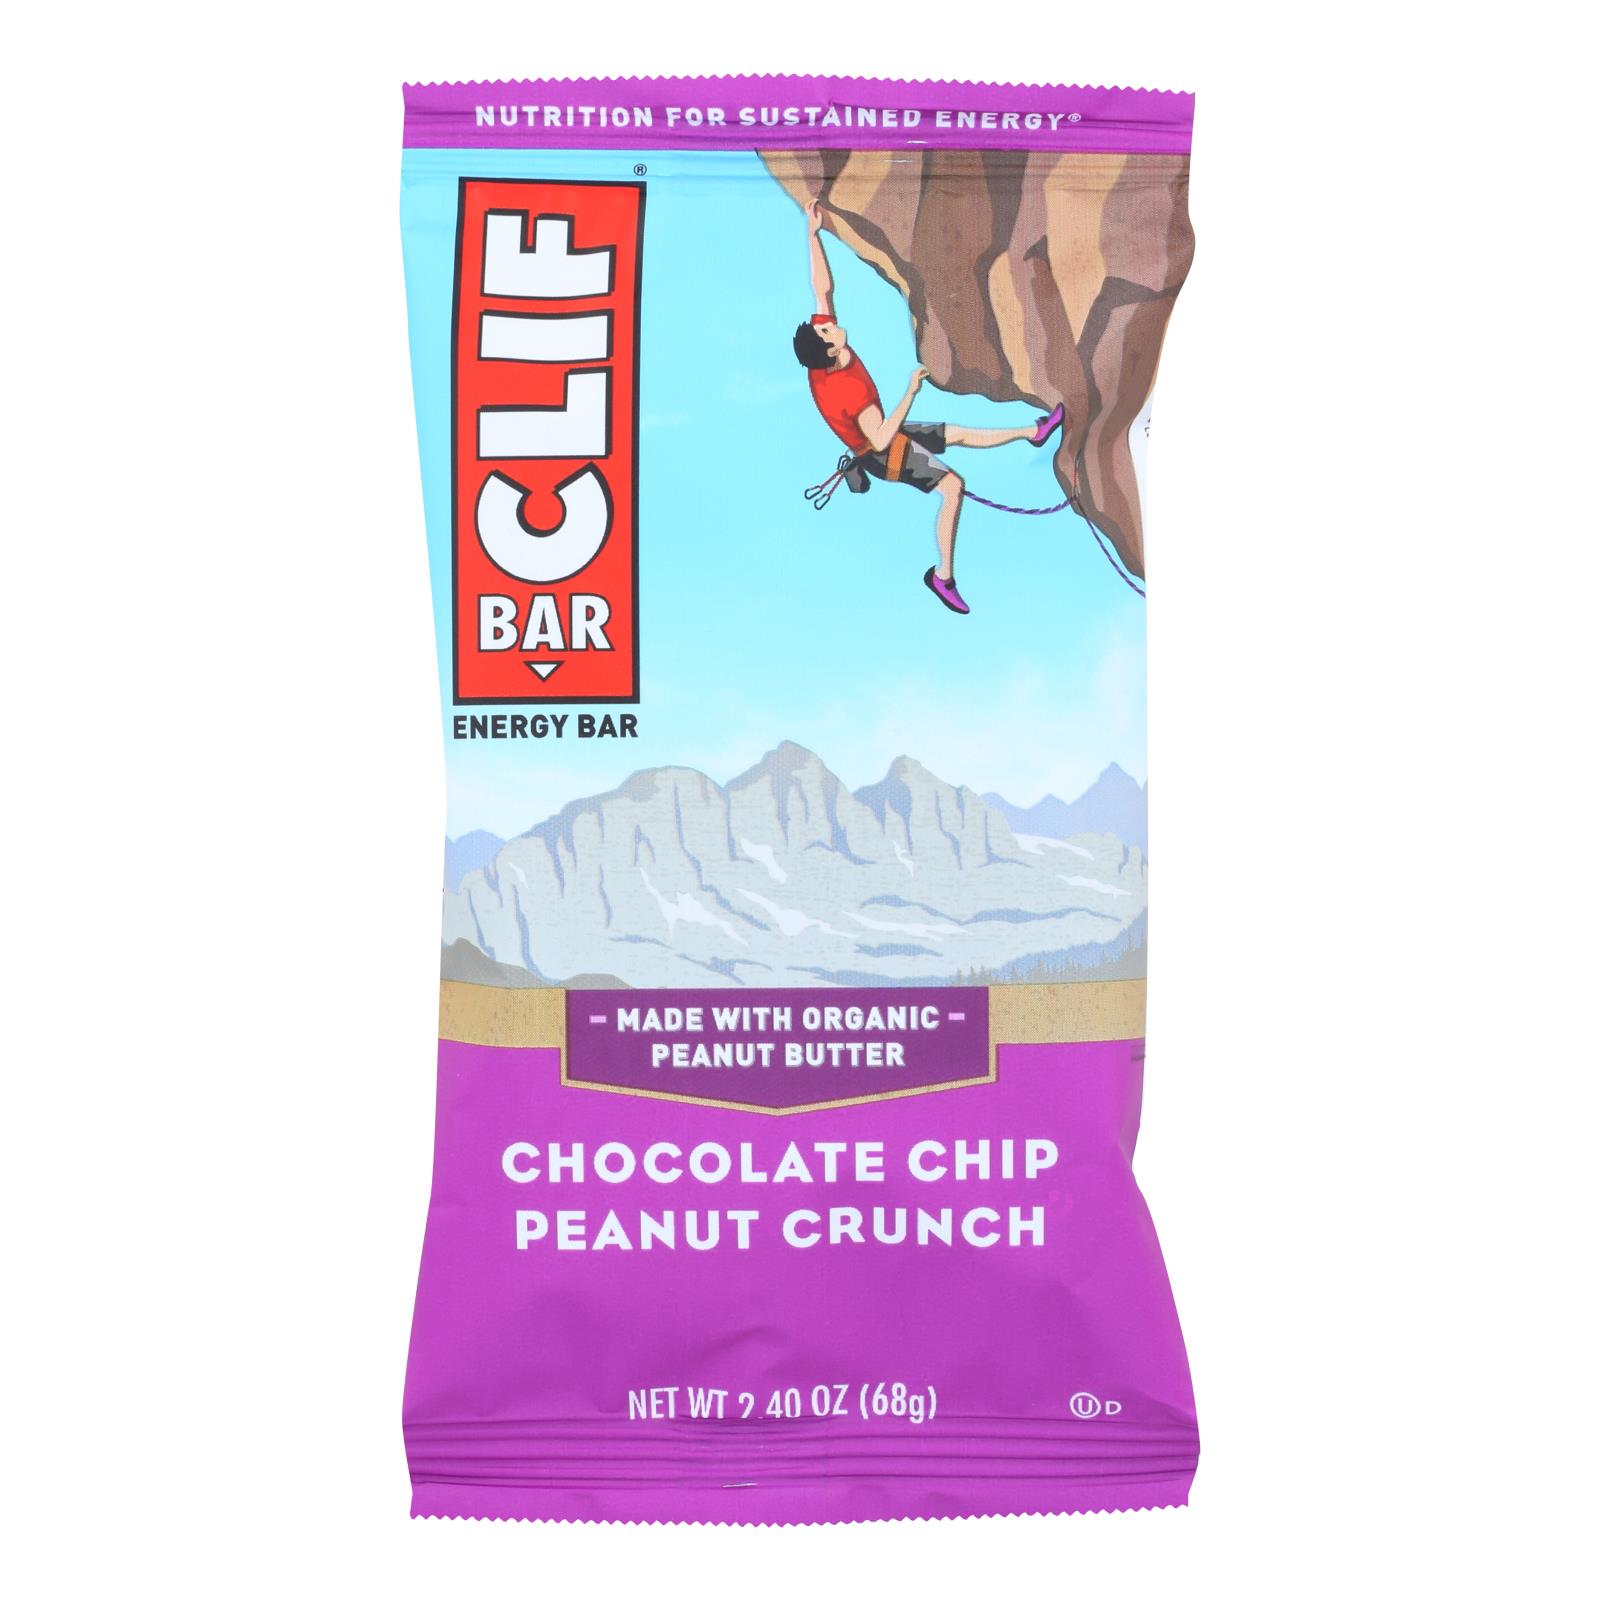 NUTRITION FOR SUSTAINED ENERGY®
CLIF®
BAR
ENERGY BAR
- MADE WITH ORGANIC -
PEANUT BUTTER
CHOCOLATE CHIP
PEANUT CRUNCH
NET WT 2.40 OZ (68g)
Ⓤ D